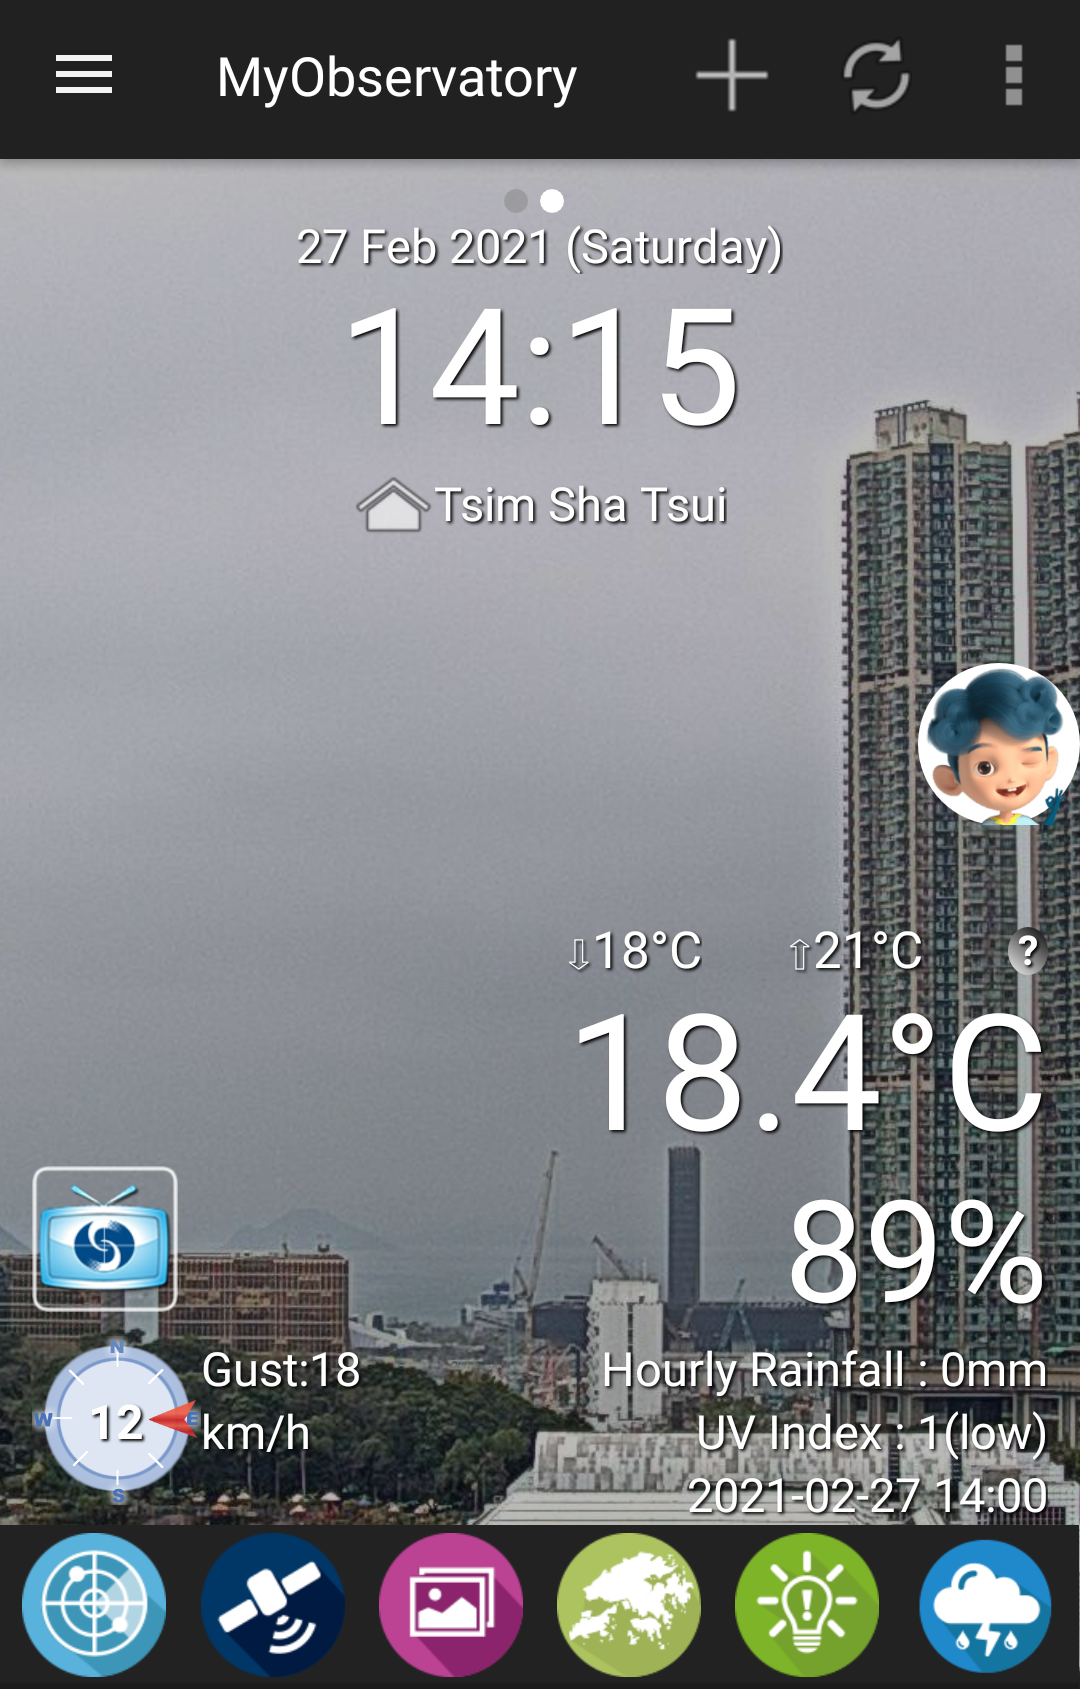 MyObservatory
27 Feb 2021 (Saturday)
14:15
Tsim Sha Tsui
⇩18°C ⇧21°C ?
18.4°C
89%
N
W 12 E
S
Gust:18
km/h
Hourly Rainfall : 0mm
UV Index : 1(low)
2021-02-27 14:00